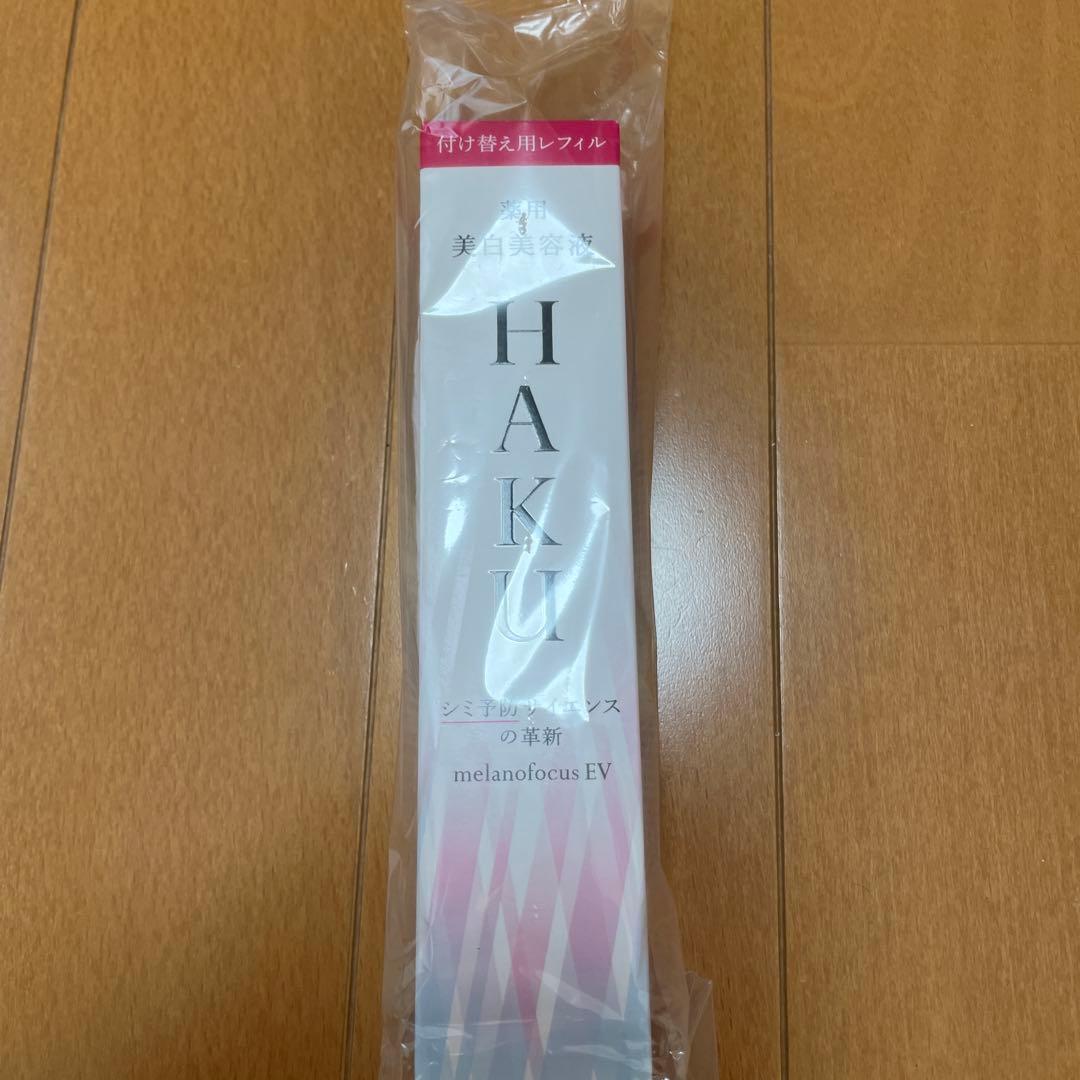 付け替え用レフィル
薬用
美白美容液
HAKU
シミ予防サイエンス
の革新
melanofocus EV